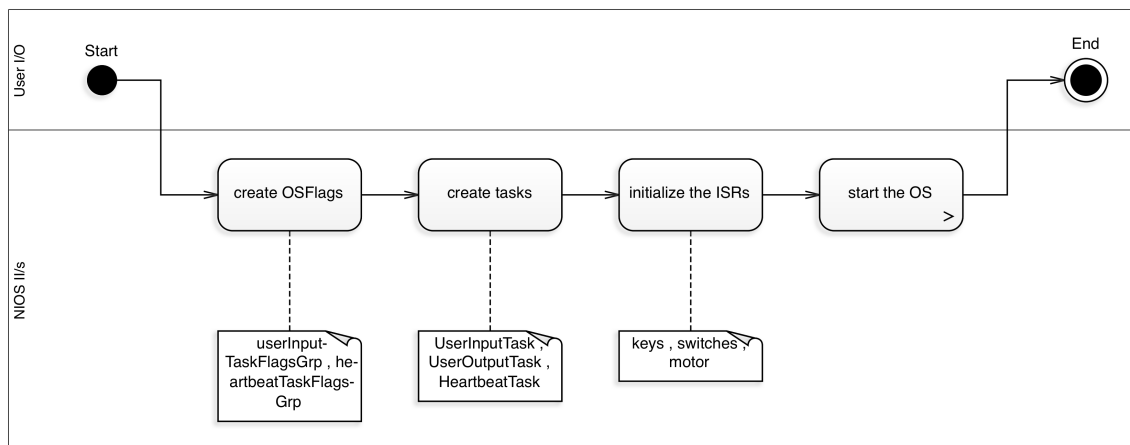 User I/O
Start
End
NIOS II/s
create OSFlags
create tasks
initialize the ISRs
start the OS
>
userInput-
TaskFlagsGrp , he-
artbeatTaskFlags-
Grp
UserInputTask ,
UserOutputTask ,
HeartbeatTask
keys , switches ,
motor